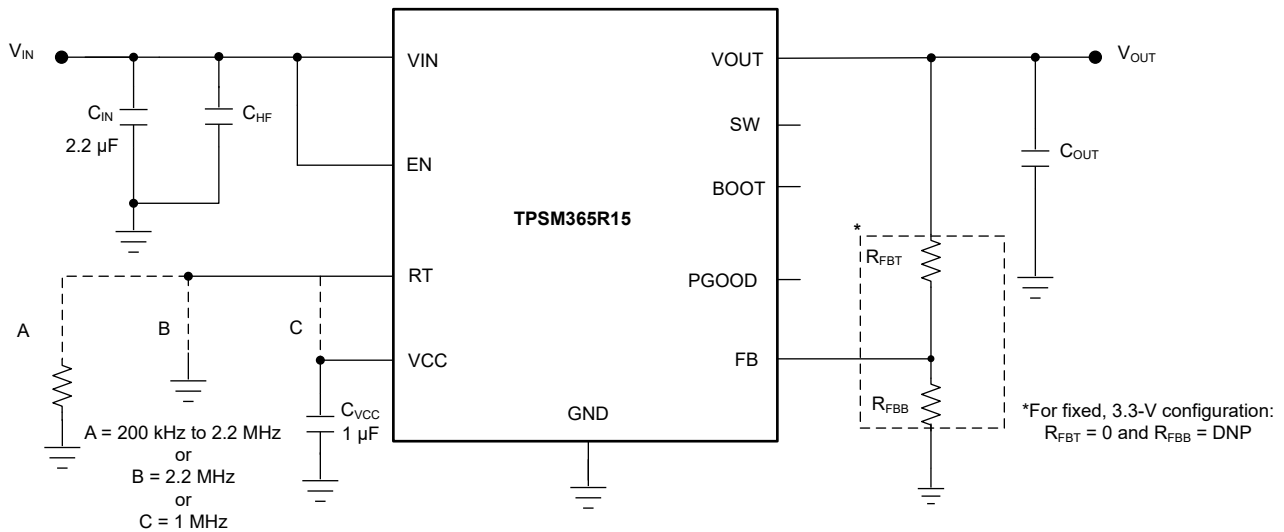 V_IN
C_IN
2.2 µF
C_HF
VIN
EN
RT
VCC
TPSM365R15
GND
VOUT
SW
BOOT
PGOOD
FB
V_OUT
C_OUT
*
R_FBT
R_FBB
*For fixed, 3.3-V configuration:
R_FBT = 0 and R_FBB = DNP
A
B
C
C_VCC
1 µF
A = 200 kHz to 2.2 MHz
or
B = 2.2 MHz
or
C = 1 MHz